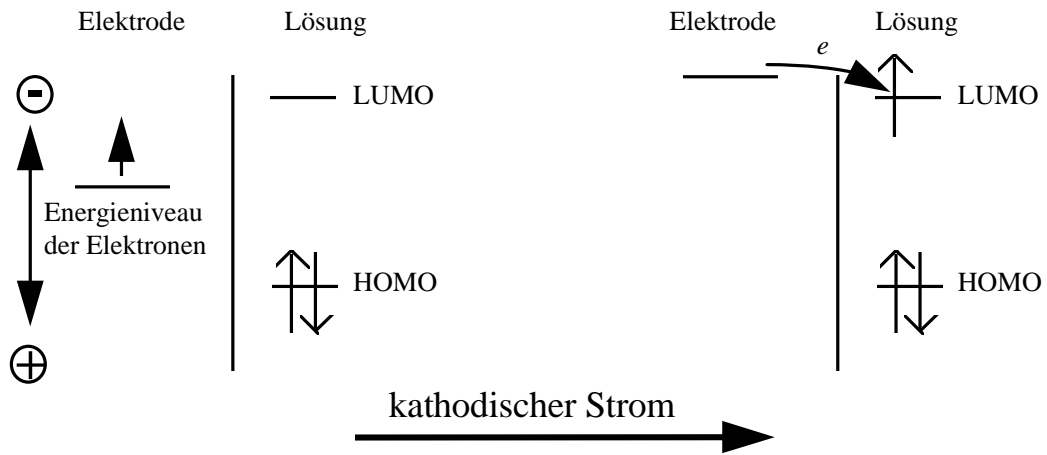 Elektrode
Lösung
LUMO
Energieniveau
der Elektronen
HOMO
Elektrode
Lösung
e
LUMO
HOMO
kathodischer Strom